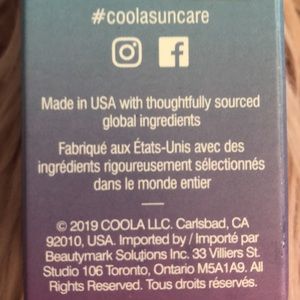 #coolasuncare
Made in USA with thoughtfully sourced
global ingredients
Fabriqué aux États-Unis avec des
ingrédients rigoureusement sélectionnés
dans le monde entier
© 2019 COOLA LLC. Carlsbad, CA
92010, USA. Imported by / Importé par
Beautymark Solutions Inc. 33 Villiers St.
Studio 106 Toronto, Ontario M5A1A9. All
Rights Reserved. Tous droits réservés.